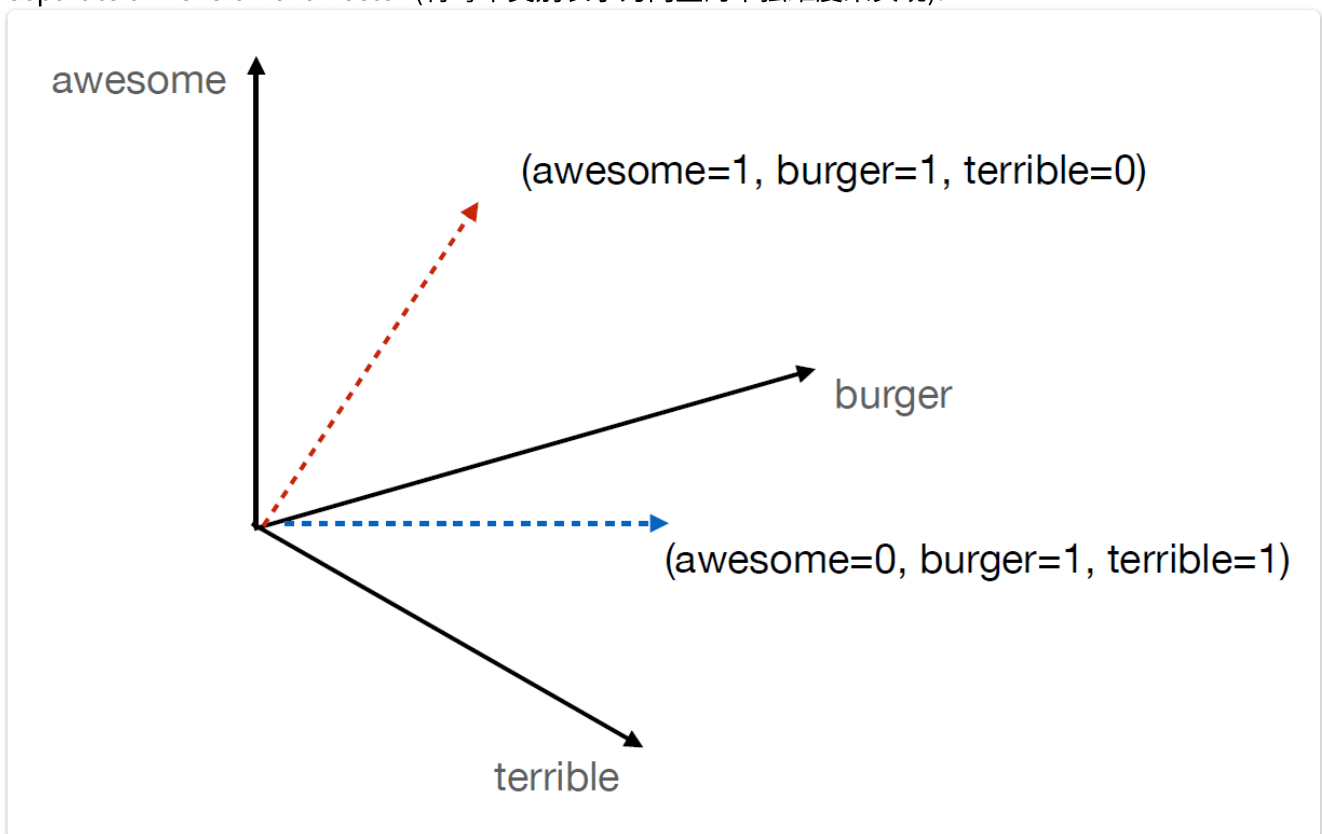 awesome
(awesome=1, burger=1, terrible=0)
burger
(awesome=0, burger=1, terrible=1)
terrible